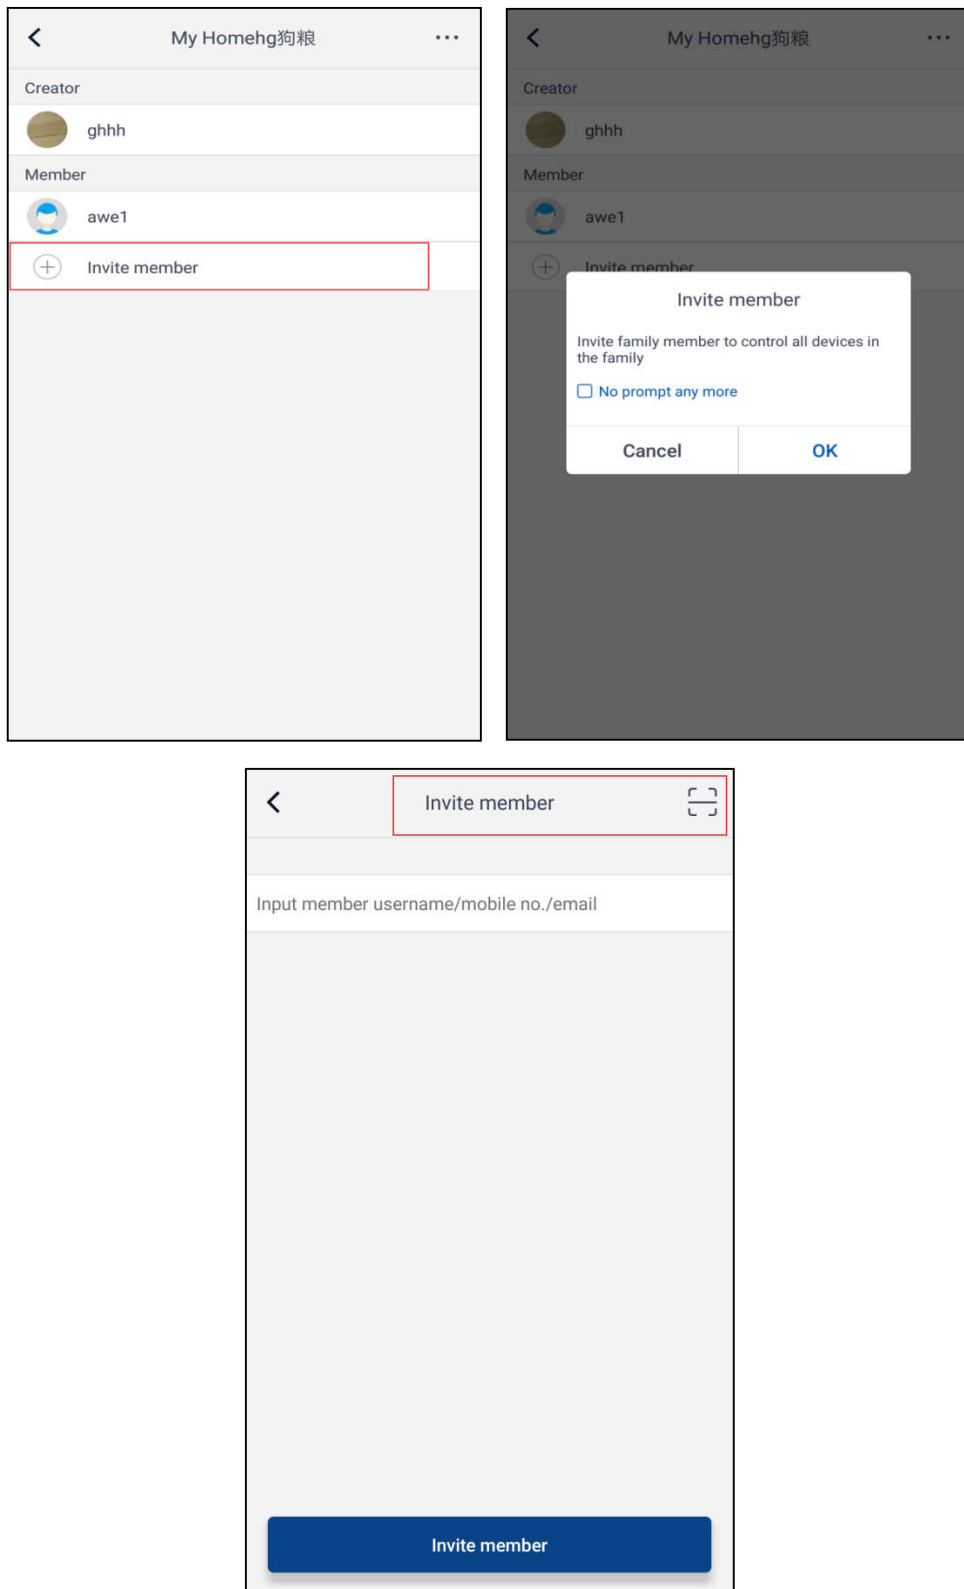 My Homehg狗粮
Creator
ghhh
Member
awe1
Invite member
My Homehg狗粮
Creator
ghhh
Member
awe1
Invite member
Invite member
Invite family member to control all devices in
the family
No prompt any more
Cancel OK
Invite member
Input member username/mobile no./email
Invite member